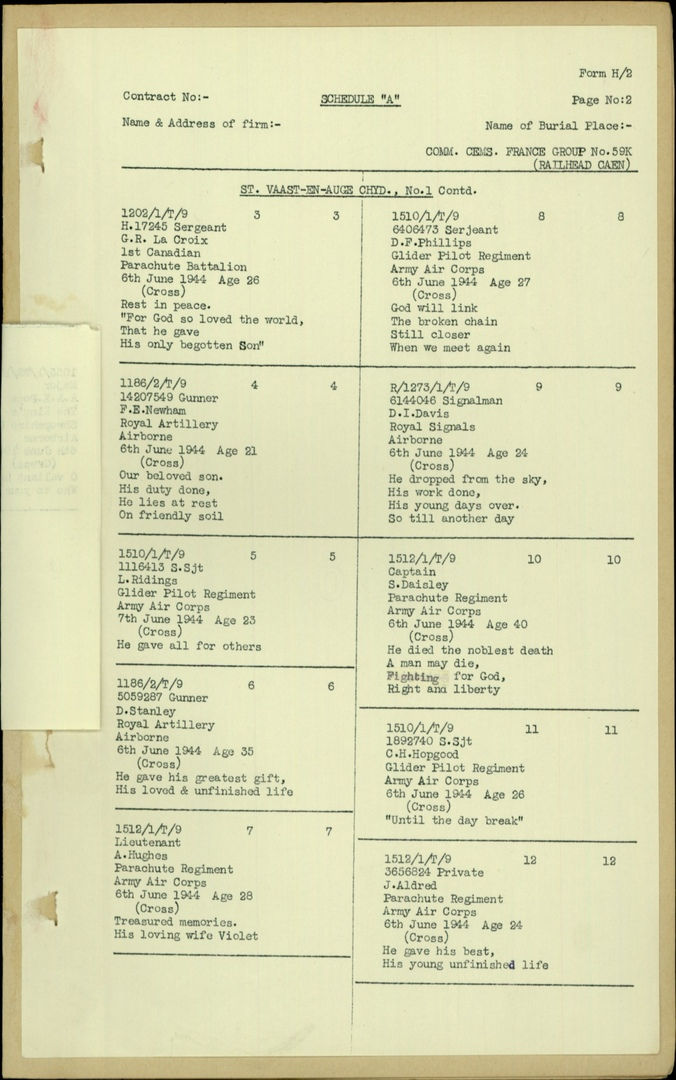 Form H/2
Contract No:-
SCHEDULE "A"
Page No:2
Name & Address of firm:-
Name of Burial Place:-
COMM. CEMS. FRANCE GROUP No.59K
(RAILHEAD CAEN)
ST. VAAST-EN-AUGE CHYD., No.1 Contd.
1202/1/T/9 3 3
H.17245 Sergeant
G.R. La Croix
1st Canadian
Parachute Battalion
6th June 1944 Age 26
(Cross)
Rest in peace.
"For God so loved the world,
That he gave
His only begotten Son"
1186/2/T/9 4 4
14207549 Gunner
F.E.Newham
Royal Artillery
Airborne
6th June 1944 Age 21
(Cross)
Our beloved son.
His duty done,
He lies at rest
On friendly soil
1510/1/T/9 5 5
1116413 S.Sjt
L.Ridings
Glider Pilot Regiment
Army Air Corps
7th June 1944 Age 23
(Cross)
He gave all for others
1186/2/T/9 6 6
5059287 Gunner
D.Stanley
Royal Artillery
Airborne
6th June 1944 Age 35
(Cross)
He gave his greatest gift,
His loved & unfinished life
1512/1/T/9 7 7
Lieutenant
A.Hughes
Parachute Regiment
Army Air Corps
6th June 1944 Age 28
(Cross)
Treasured memories.
His loving wife Violet
1510/1/T/9 8 8
6406473 Serjeant
D.F.Phillips
Glider Pilot Regiment
Army Air Corps
6th June 1944 Age 27
(Cross)
God will link
The broken chain
Still closer
When we meet again
R/1273/1/T/9 9 9
6144046 Signalman
D.I.Davis
Royal Signals
Airborne
6th June 1944 Age 24
(Cross)
He dropped from the sky,
His work done,
His young days over.
So till another day
1512/1/T/9 10 10
Captain
S.Daisley
Parachute Regiment
Army Air Corps
6th June 1944 Age 40
(Cross)
He died the noblest death
A man may die,
Fighting for God,
Right and liberty
1510/1/T/9 11 11
1892740 S.Sjt
C.H.Hopgood
Glider Pilot Regiment
Army Air Corps
6th June 1944 Age 26
(Cross)
"Until the day break"
1512/1/T/9 12 12
3656824 Private
J.Aldred
Parachute Regiment
Army Air Corps
6th June 1944 Age 24
(Cross)
He gave his best,
His young unfinished life